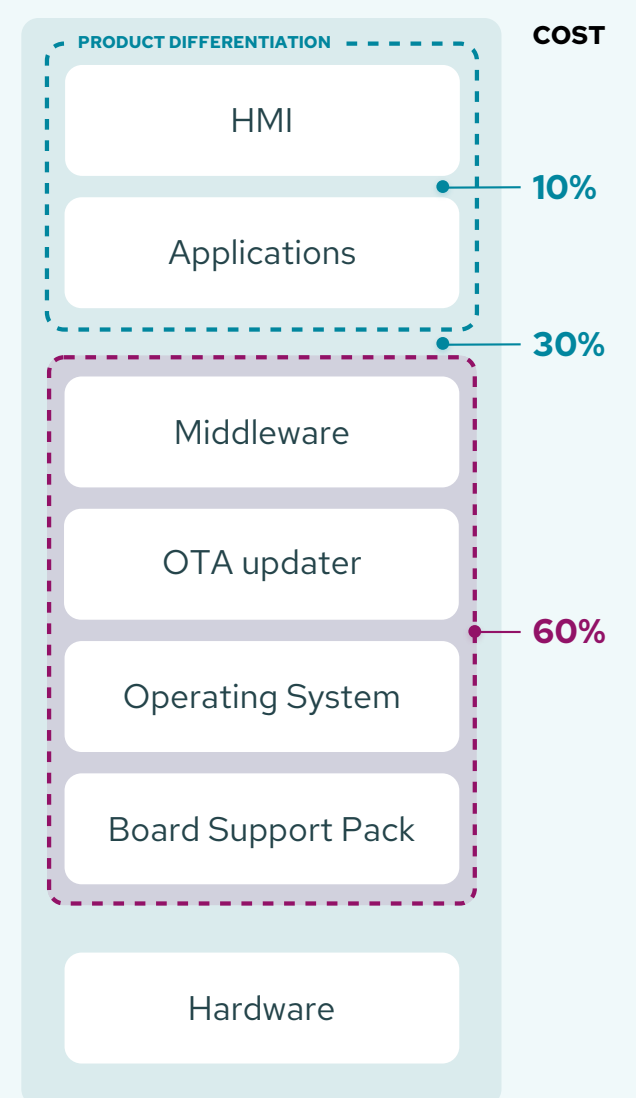 PRODUCT DIFFERENTIATION
COST
HMI
10%
Applications
30%
Middleware
OTA updater
60%
Operating System
Board Support Pack
Hardware